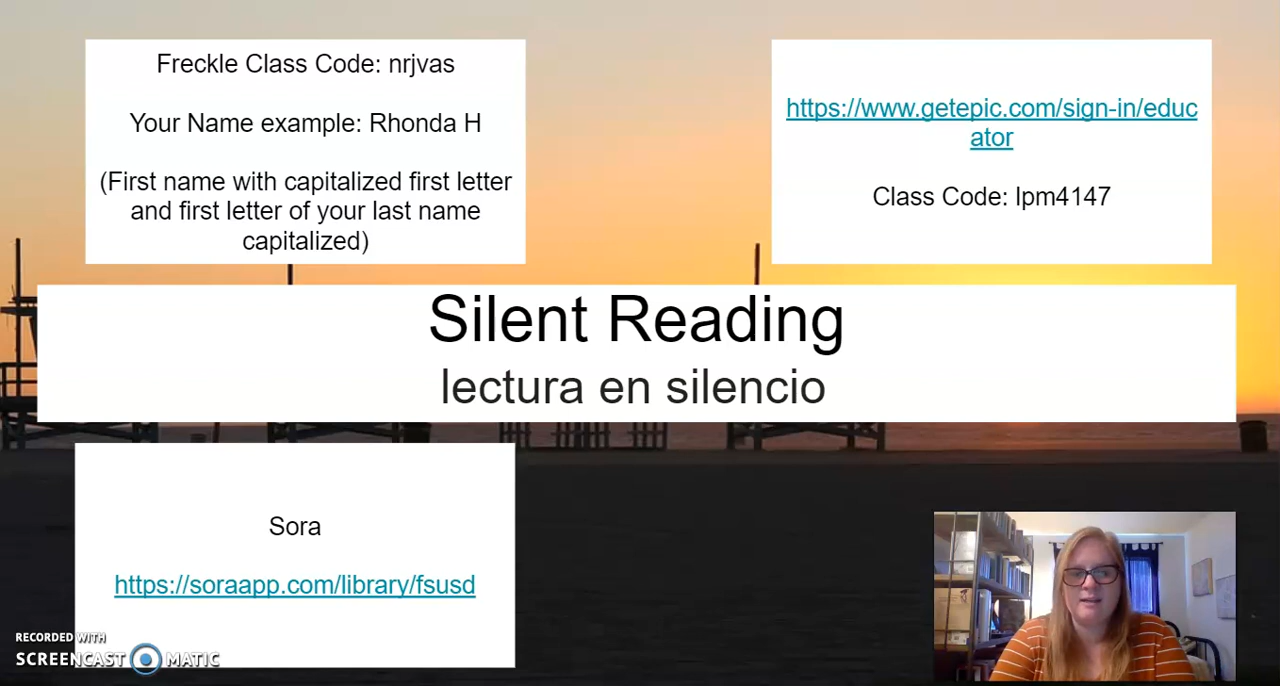 Freckle Class Code: nrjvas
Your Name example: Rhonda H
(First name with capitalized first letter
and first letter of your last name
capitalized)
https://www.getepic.com/sign-in/educ
ator
Class Code: lpm4147
Silent Reading
lectura en silencio
Sora
https://soraapp.com/library/fsusd
RECORDED WITH
SCREENCAST MATIC